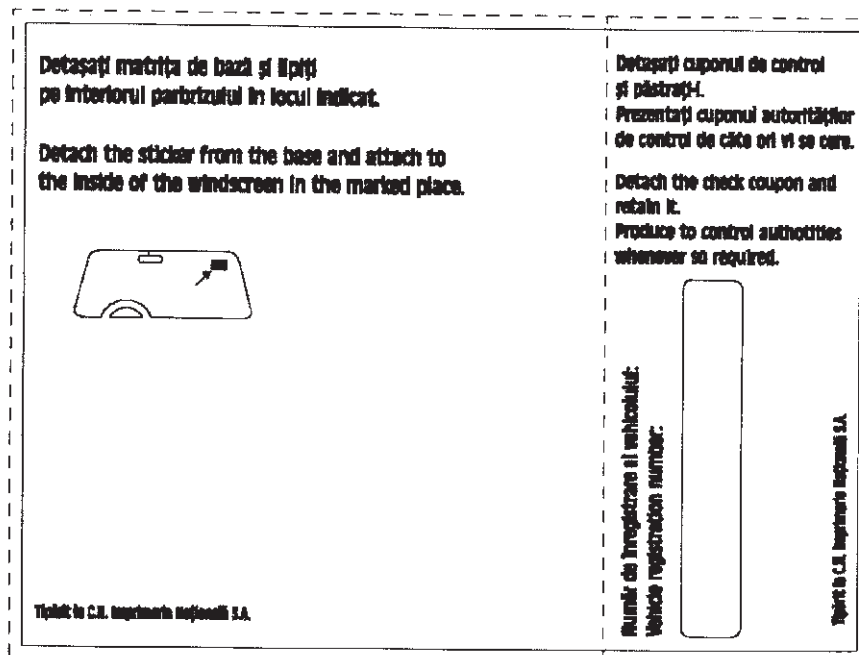 Detașați matrița de bază și lipiți
pe interiorul parbrizului în locul indicat.
Detach the sticker from the base and attach to
the inside of the windscreen in the marked place.
Tipărit la C.N. Imprimeria Națională S.A.
Detașați cuponul de control
și păstrați-l.
Prezentați cuponul autorităților
de control de câte ori vi se cere.
Detach the check coupon and
retain it.
Produce to control authotities
whenever so required.
Număr de înregistrare al vehicolului:
Vehicle registration number:
Tipărit la C.N. Imprimeria Națională S.A.